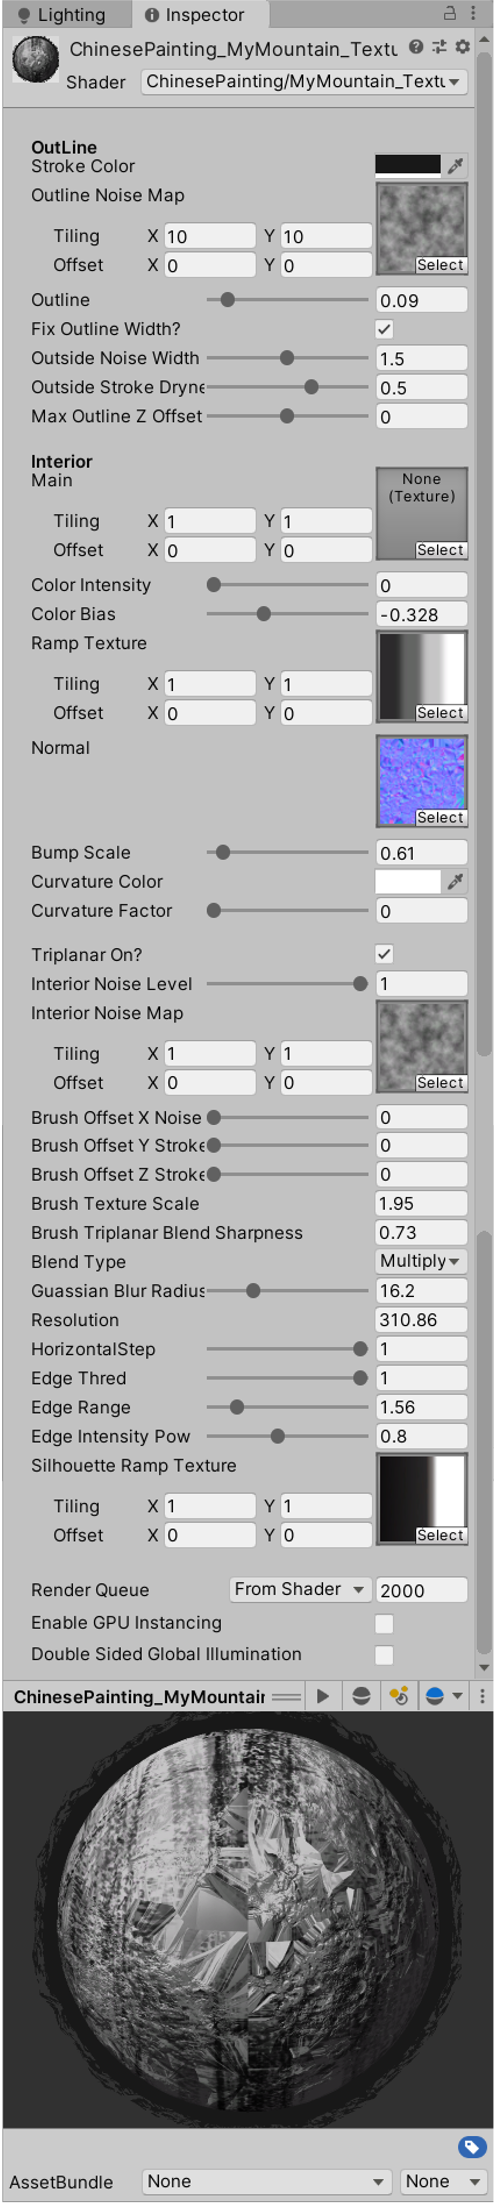 Lighting Inspector
ChinesePainting_MyMountain_Textu
Shader ChinesePainting/MyMountain_Textu
OutLine
Stroke Color
Outline Noise Map
Tiling X 10 Y 10
Offset X 0 Y 0
Select
Outline 0.09
Fix Outline Width?
Outside Noise Width 1.5
Outside Stroke Dryne 0.5
Max Outline Z Offset 0
Interior
Main
None
(Texture)
Tiling X 1 Y 1
Offset X 0 Y 0
Select
Color Intensity 0
Color Bias -0.328
Ramp Texture
Tiling X 1 Y 1
Offset X 0 Y 0
Select
Normal
Select
Bump Scale 0.61
Curvature Color
Curvature Factor 0
Triplanar On?
Interior Noise Level 1
Interior Noise Map
Tiling X 1 Y 1
Offset X 0 Y 0
Select
Brush Offset X Noise 0
Brush Offset Y Stroke 0
Brush Offset Z Stroke 0
Brush Texture Scale 1.95
Brush Triplanar Blend Sharpness 0.73
Blend Type Multiply
Guassian Blur Radius 16.2
Resolution 310.86
HorizontalStep 1
Edge Thred 1
Edge Range 1.56
Edge Intensity Pow 0.8
Silhouette Ramp Texture
Tiling X 1 Y 1
Offset X 0 Y 0
Select
Render Queue From Shader 2000
Enable GPU Instancing
Double Sided Global Illumination
ChinesePainting_MyMountain
AssetBundle None None